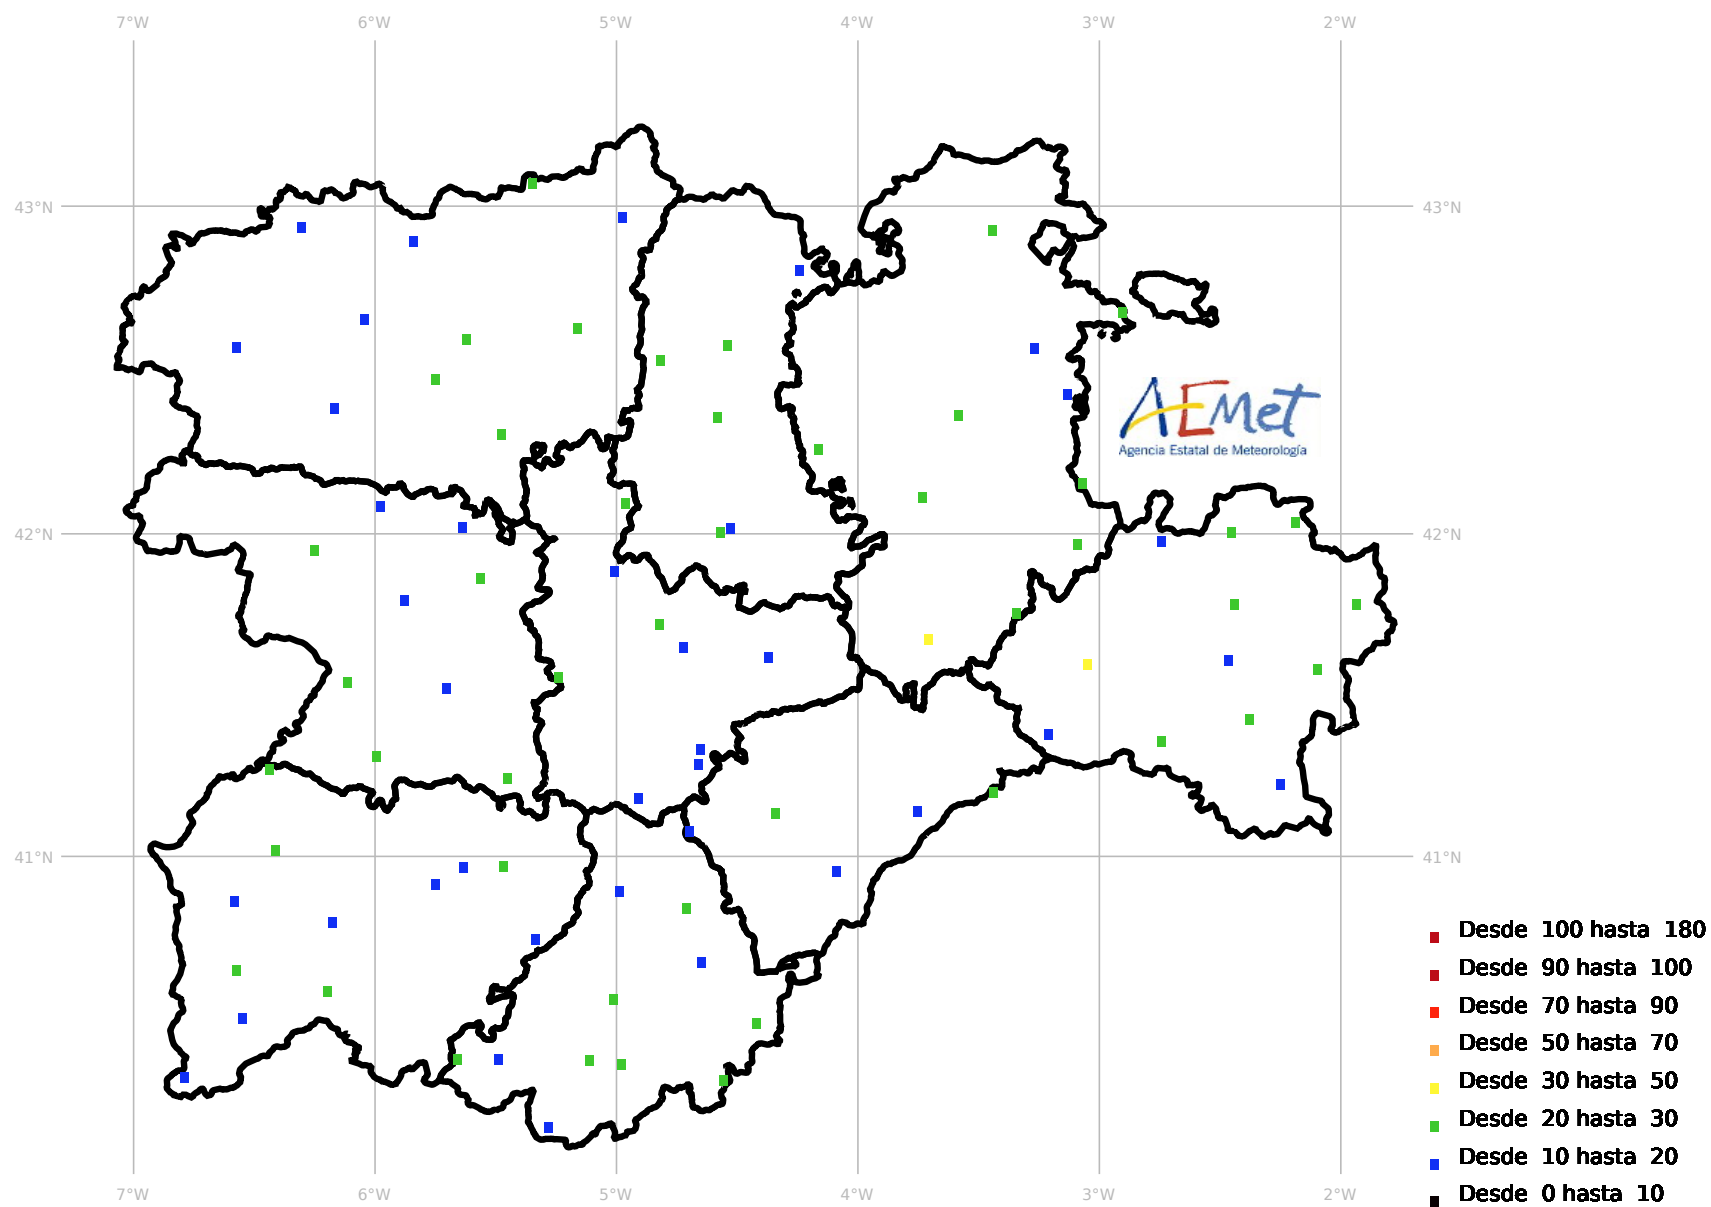 7°W 6°W 5°W 4°W 3°W 2°W
43°N 43°N
AEMet
Agencia Estatal de Meteorología
42°N 42°N
41°N 41°N
Desde 100 hasta 180
Desde 90 hasta 100
Desde 70 hasta 90
Desde 50 hasta 70
Desde 30 hasta 50
Desde 20 hasta 30
Desde 10 hasta 20
Desde 0 hasta 10
7°W 6°W 5°W 4°W 3°W 2°W